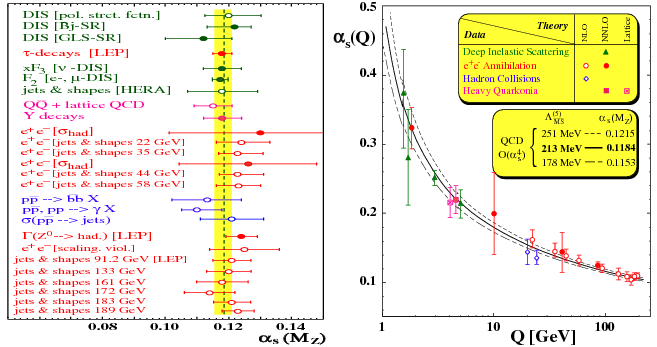 DIS [pol. strct. fctn.]
DIS [Bj-SR]
DIS [GLS-SR]
τ-decays [LEP]
xF₃ [ν -DIS]
F₂ [e-, μ-DIS]
jets & shapes [HERA]
QQ + lattice QCD
Υ decays
e⁺e⁻[σhad]
e⁺e⁻[jets & shapes 22 GeV]
e⁺e⁻[jets & shapes 35 GeV]
e⁺e⁻[σhad]
e⁺e⁻[jets & shapes 44 GeV]
e⁺e⁻[jets & shapes 58 GeV]
pp̄ --> bb̄ X
pp̄, pp --> γ X
σ(pp̄ --> jets)
Γ(Z⁰--> had.) [LEP]
e⁺e⁻[scaling. viol.]
jets & shapes 91.2 GeV [LEP]
jets & shapes 133 GeV
jets & shapes 161 GeV
jets & shapes 172 GeV
jets & shapes 183 GeV
jets & shapes 189 GeV
0.08 0.10 0.12 0.14
αs(MZ)
αs(Q)
0.4
0.3
0.2
0.1
Data Theory NLO NNLO Lattice
Deep Inelastic Scattering
e⁺e⁻ Annihilation
Hadron Collisions
Heavy Quarkonia
Λ(5)MS αs(MZ)
QCD O(αs⁴)
251 MeV 0.1215
213 MeV 0.1184
178 MeV 0.1153
1 10 100
Q [GeV]